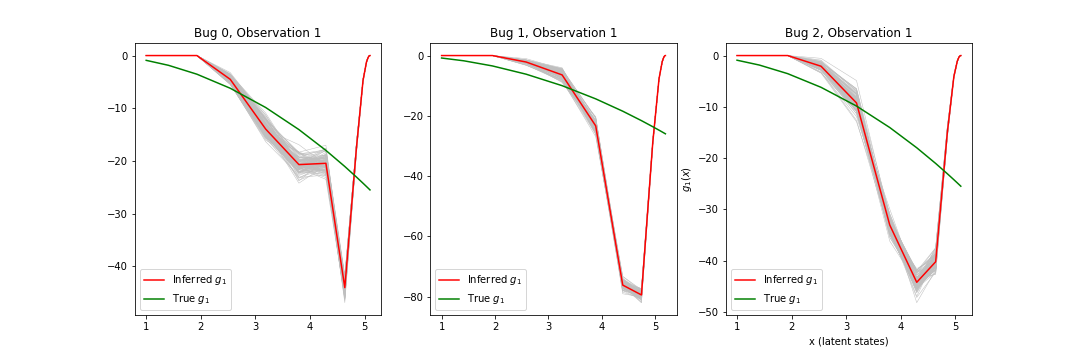 Bug 0, Observation 1
0
−10
−20
−30
−40
1 2 3 4 5
Inferred g₁
True g₁
Bug 1, Observation 1
0
−20
−40
−60
−80
1 2 3 4 5
Inferred g₁
True g₁
Bug 2, Observation 1
g₁(x)
0
−10
−20
−30
−40
−50
1 2 3 4 5
x (latent states)
Inferred g₁
True g₁